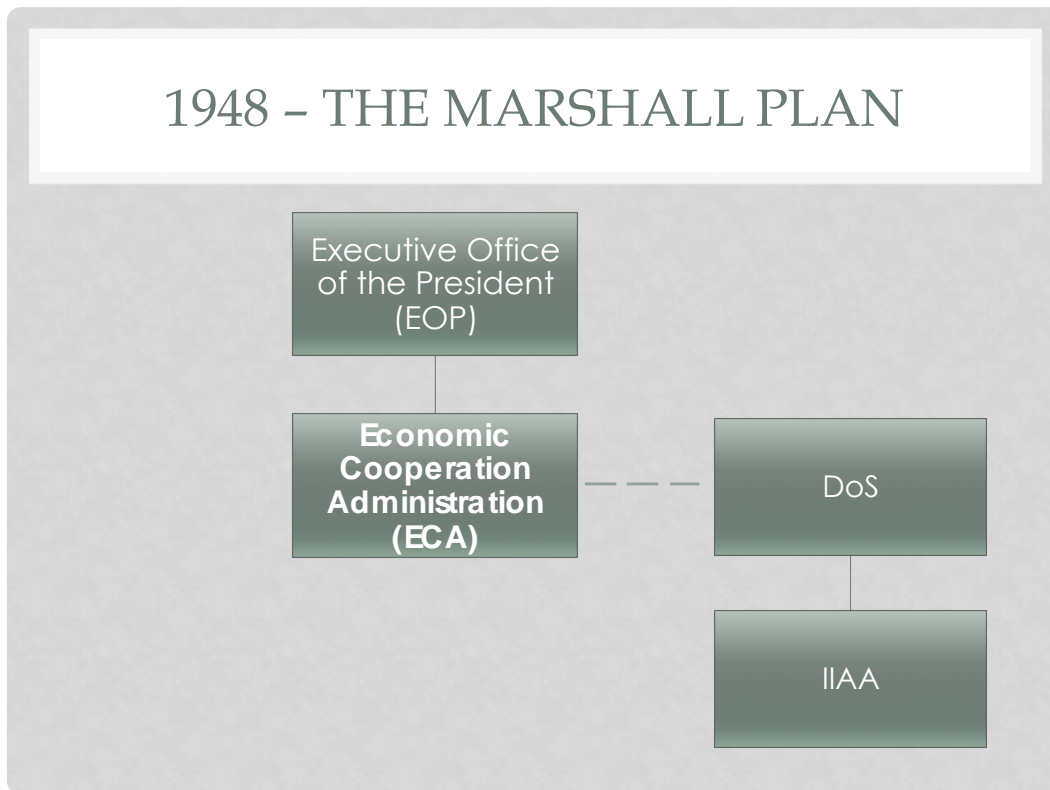 1948 – THE MARSHALL PLAN
Executive Office
of the President
(EOP)
Economic
Cooperation
Administration
(ECA)
DoS
IIAA